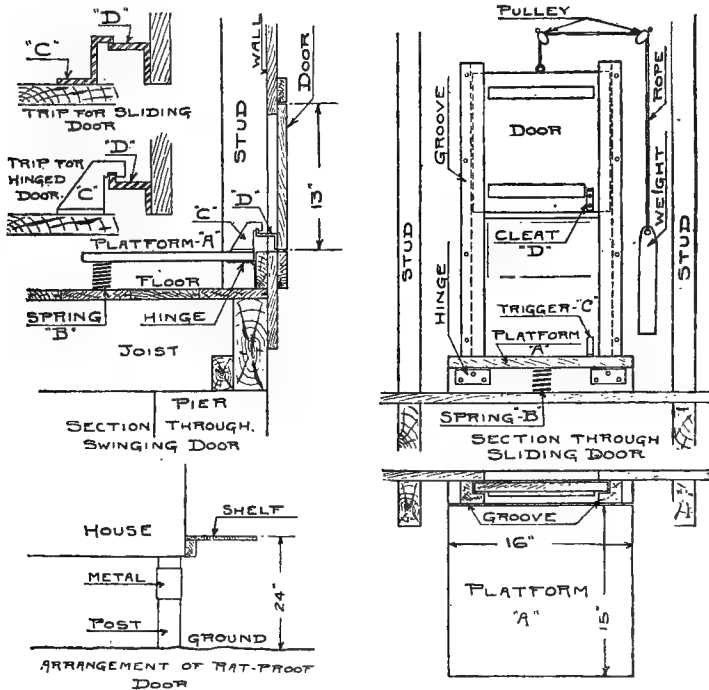 "C"
"D"
TRIP FOR SLIDING
DOOR
TRIP FOR
HINGED
DOOR.
"C"
"D"
WALL
DOOR
STUD
"C"
"D"
13"
PLATFORM-"A"
FLOOR
SPRING
"B"
HINGE
JOIST
PIER
SECTION THROUGH.
SWINGING DOOR
HOUSE
SHELF
METAL
24"
POST
GROUND
ARRANGEMENT OF RAT-PROOF
DOOR
PULLEY
GROOVE
DOOR
ROPE
WEIGHT
CLEAT
"D"
STUD
STUD
HINGE
TRIGGER-"C"
PLATFORM
"A"
SPRING-"B"
SECTION THROUGH
SLIDING DOOR
GROOVE
16"
PLATFORM
"A"
15"